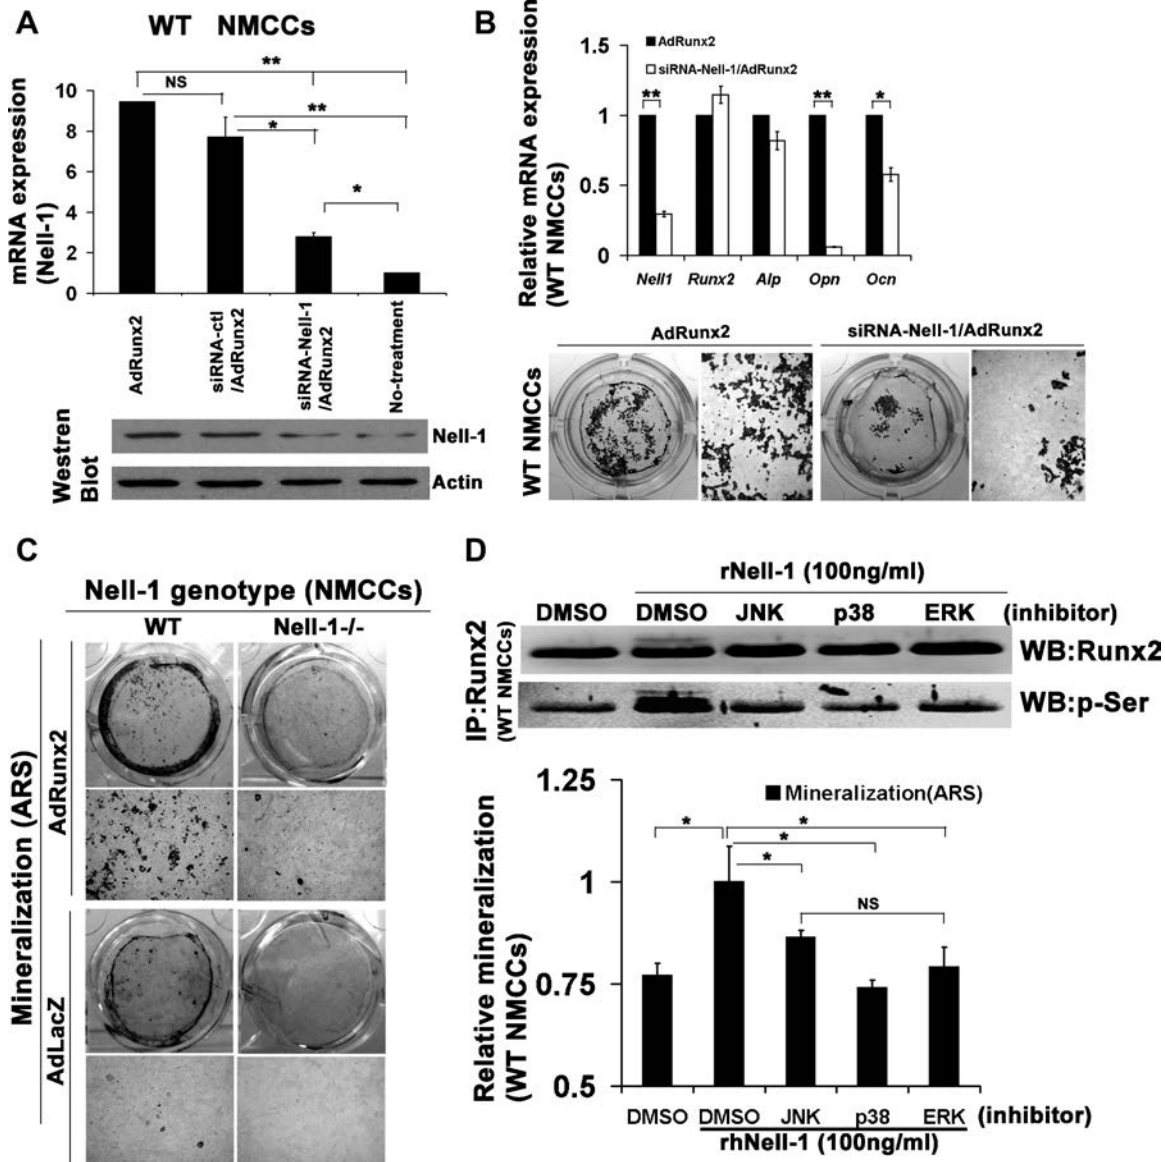 A
WT NMCCs
mRNA expression
(Nell-1)
10
8
6
4
2
0
**
NS
**
*
*
AdRunx2
siRNA-ctl
/AdRunx2
siRNA-Nell-1
/AdRunx2
No-treatment
Westren
Blot
Nell-1
Actin
B
Relative mRNA expression
(WT NMCCs)
1.5
1
0.5
0
AdRunx2
siRNA-Nell-1/AdRunx2
**
**
*
Nell1 Runx2 Alp Opn Ocn
AdRunx2 siRNA-Nell-1/AdRunx2
WT NMCCs
C
Nell-1 genotype (NMCCs)
WT Nell-1-/-
Mineralization (ARS)
AdRunx2
AdLacZ
D
rNell-1 (100ng/ml)
DMSO DMSO JNK p38 ERK (inhibitor)
IP:Runx2
(WT NMCCs)
WB:Runx2
WB:p-Ser
Relative mineralization
(WT NMCCs)
1.25
1
0.75
0.5
Mineralization(ARS)
*
*
*
*
NS
DMSO DMSO JNK p38 ERK (inhibitor)
rhNell-1 (100ng/ml)